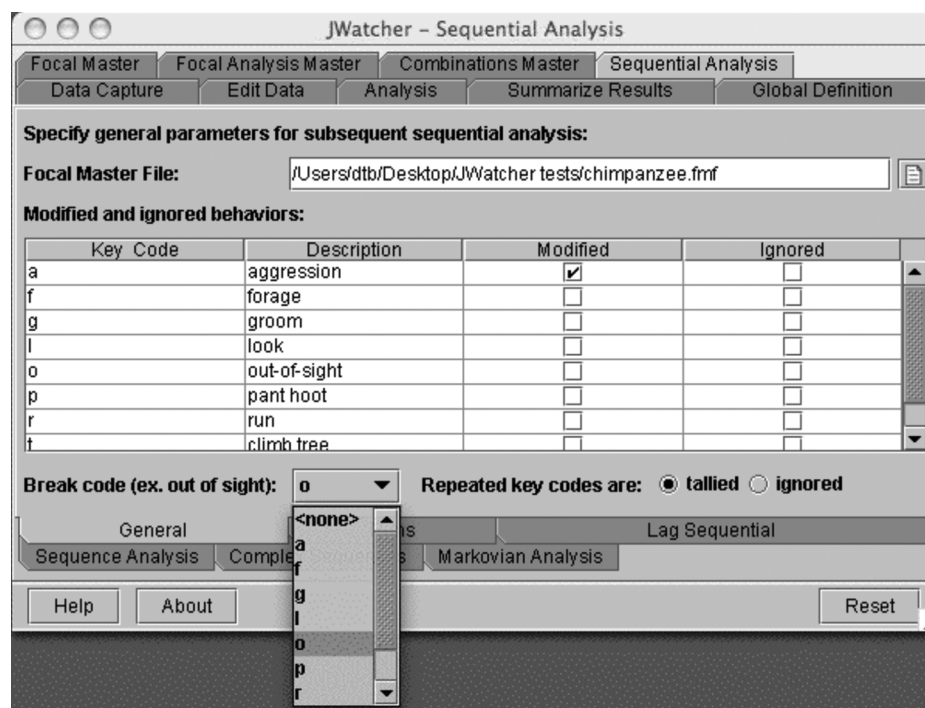 JWatcher – Sequential Analysis
Focal Master Focal Analysis Master Combinations Master Sequential Analysis
Data Capture Edit Data Analysis Summarize Results Global Definition
Specify general parameters for subsequent sequential analysis:
Focal Master File: /Users/dtb/Desktop/JWatcher tests/chimpanzee.fmf
Modified and ignored behaviors:
Key Code Description Modified Ignored
a aggression
f forage
g groom
l look
o out-of-sight
p pant hoot
r run
t climb tree
Break code (ex. out of sight): o Repeated key codes are: tallied ignored
General Lag Sequential
Sequence Analysis Markovian Analysis
<none>
a
f
g
l
o
p
r
Help About Reset